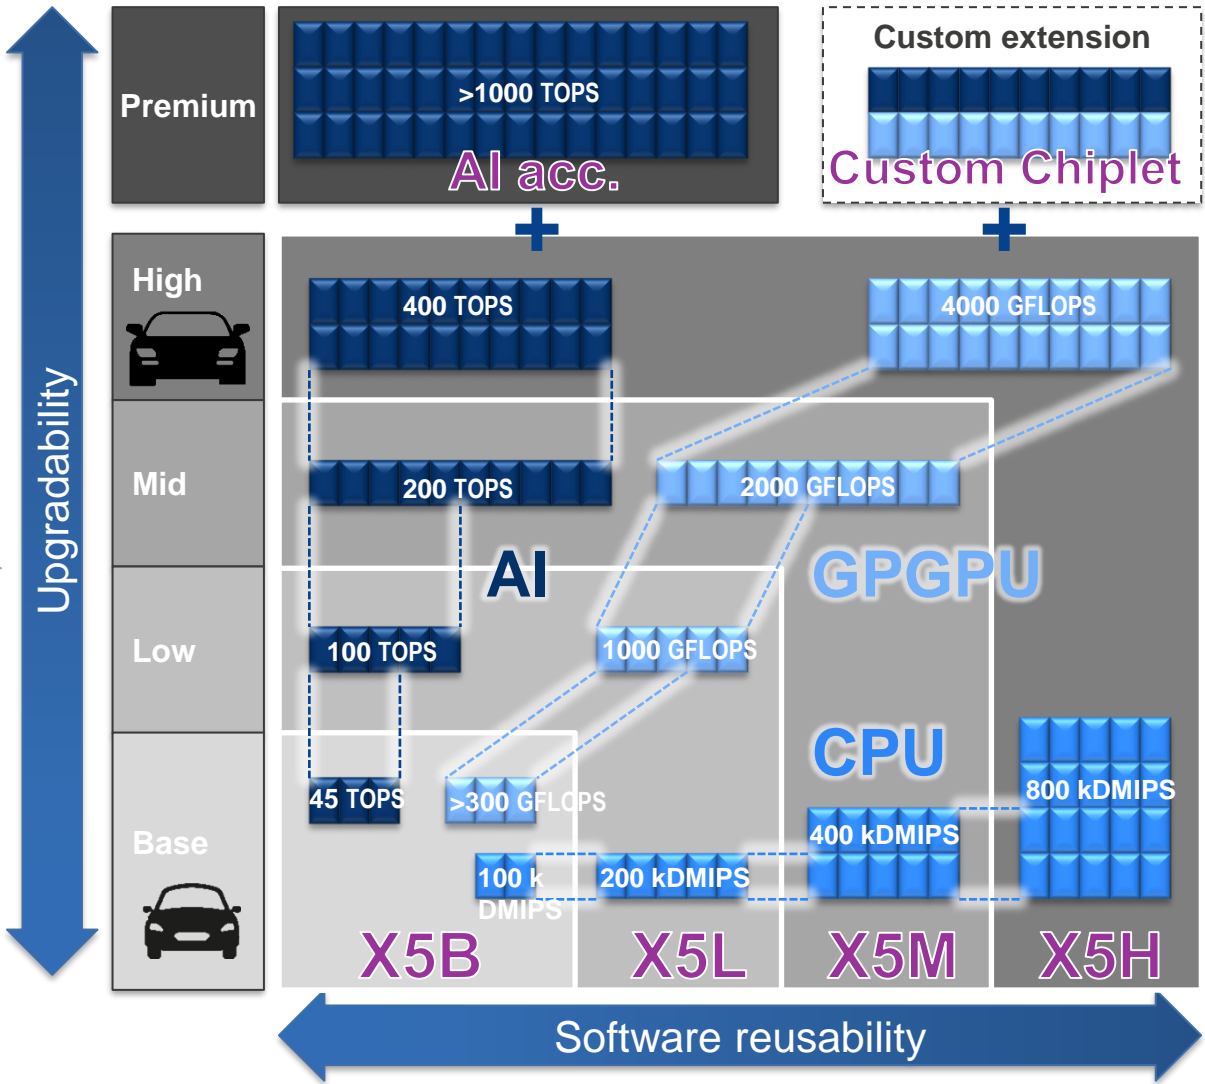 Custom extension
Premium
>1000 TOPS
AI acc.
Custom Chiplet
+
+
High
400 TOPS
4000 GFLOPS
Upgradability
Mid
200 TOPS
2000 GFLOPS
AI
GPGPU
Low
100 TOPS
1000 GFLOPS
CPU
45 TOPS
>300 GFLOPS
800 kDMIPS
Base
400 kDMIPS
100 k
DMIPS
200 kDMIPS
X5B
X5L
X5M
X5H
Software reusability